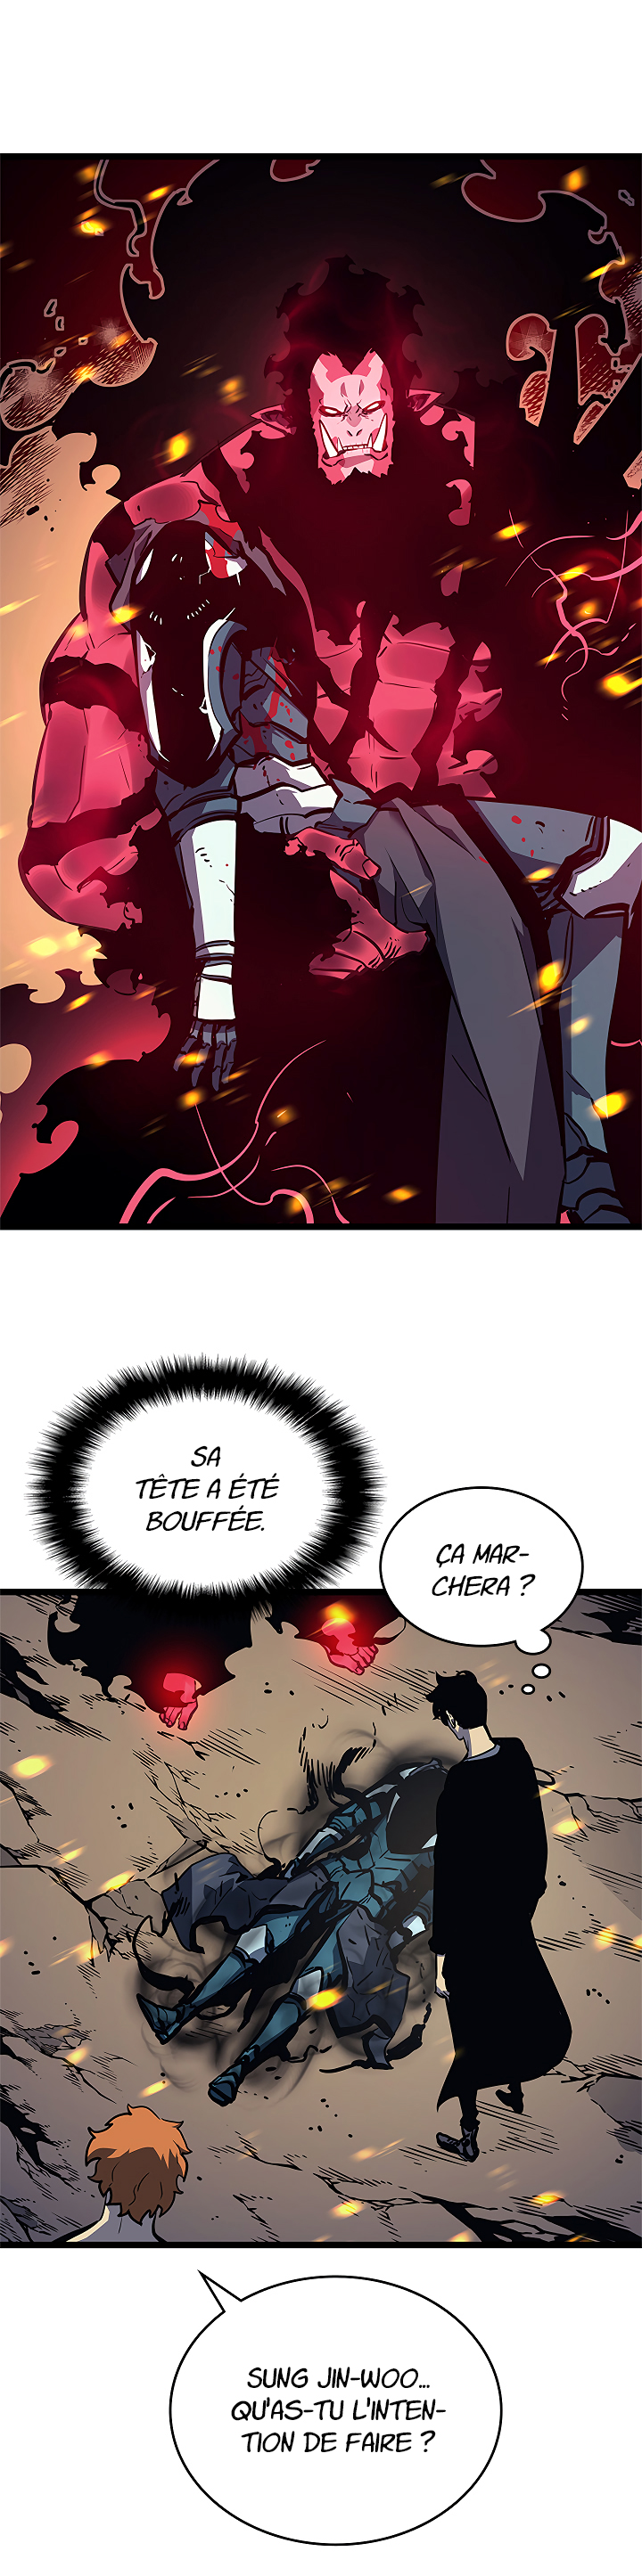 SA
TÊTE A ÉTÉ
BOUFFÉE.
ÇA MAR-
CHERA ?
SUNG JIN-WOO...
QU'AS-TU L'INTEN-
TION DE FAIRE ?